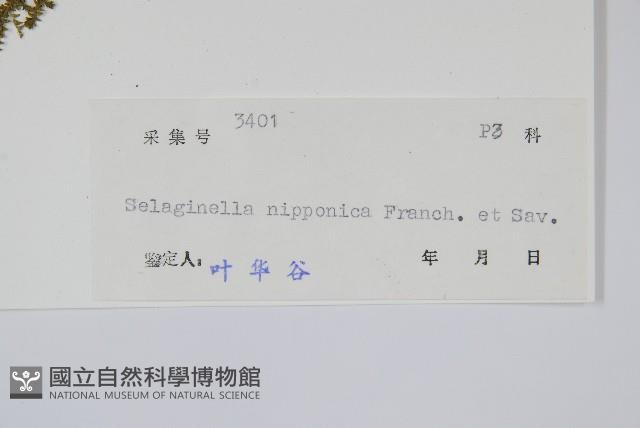 采集号 3401 P3 科
Selaginella nipponica Franch. et Sav.
鉴定人: 叶华谷 年 月 日
國立自然科學博物館
NATIONAL MUSEUM OF NATURAL SCIENCE